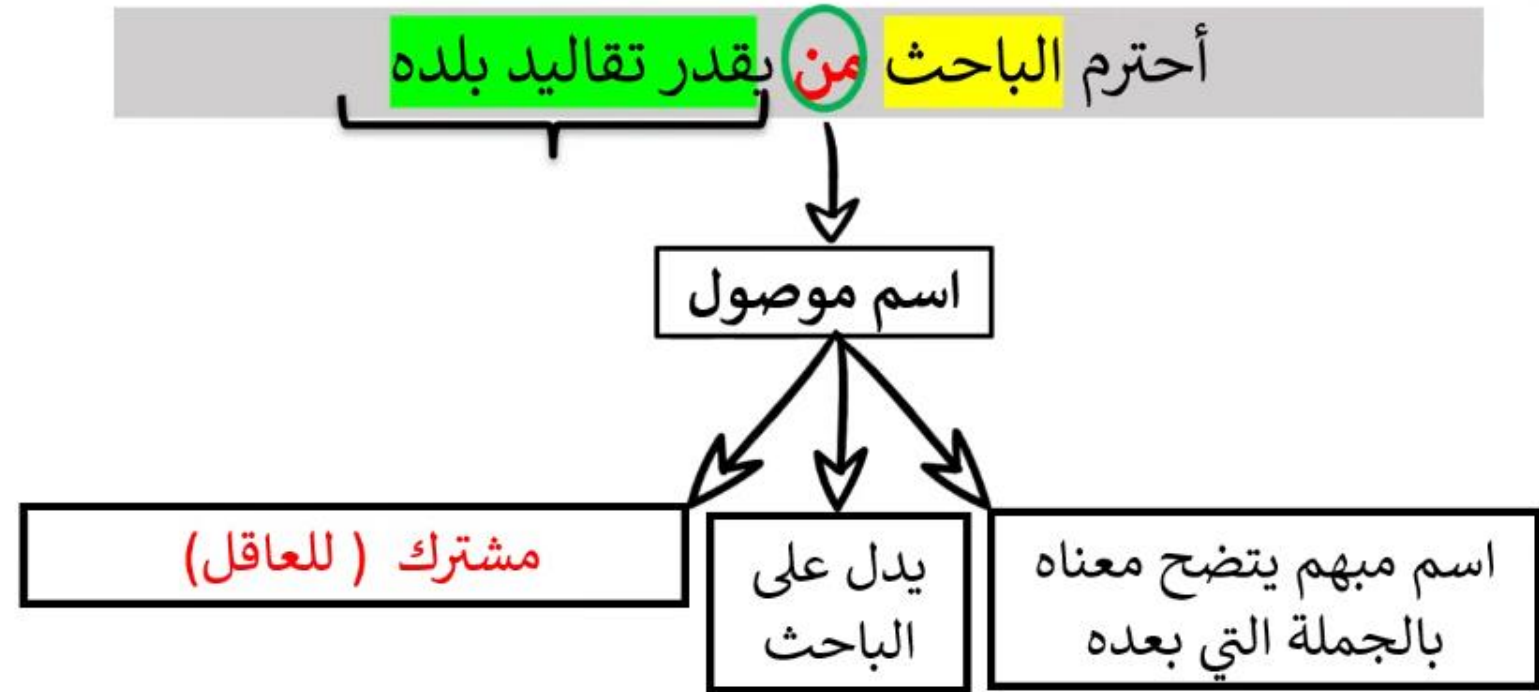 أحترم الباحث من يقدر تقاليد بلده
اسم موصول
اسم مبهم يتضح معناه
بالجملة التي بعده
يدل على
الباحث
مشترك ( للعاقل)